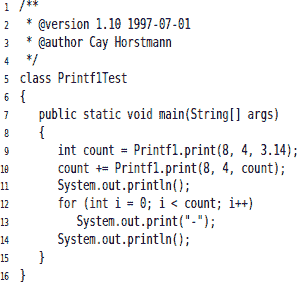 1 /**
2  * @version 1.10 1997-07-01
3  * @author Cay Horstmann
4  */
5 class Printf1Test
6 {
7    public static void main(String[] args)
8    {
9       int count = Printf1.print(8, 4, 3.14);
10       count += Printf1.print(8, 4, count);
11       System.out.println();
12       for (int i = 0; i < count; i++)
13          System.out.print("-");
14       System.out.println();
15    }
16 }